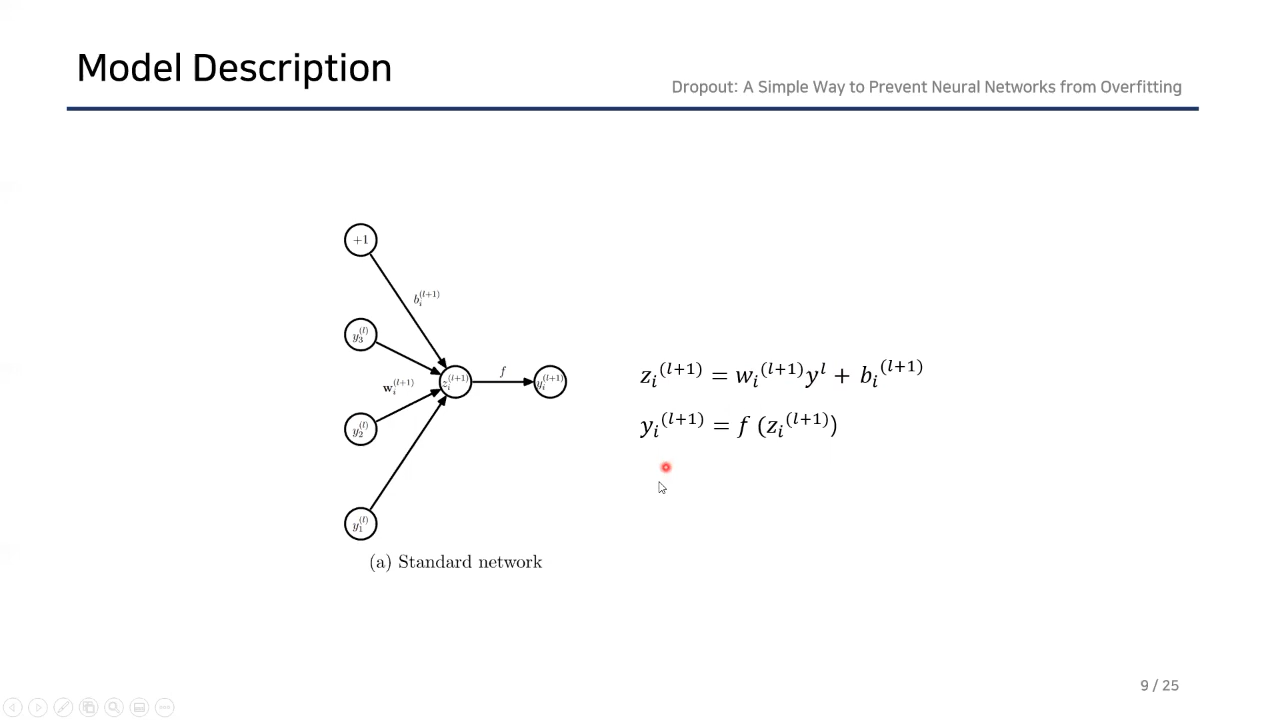 Model Description
Dropout: A Simple Way to Prevent Neural Networks from Overfitting
+1
b_i^{(l+1)}
y_3^{(l)}
w_i^{(l+1)}
z_i^{(l+1)}
f
y_i^{(l+1)}
y_2^{(l)}
y_1^{(l)}
(a) Standard network
z_i^{(l+1)} = w_i^{(l+1)} y^l + b_i^{(l+1)}
y_i^{(l+1)} = f (z_i^{(l+1)})
9 / 25